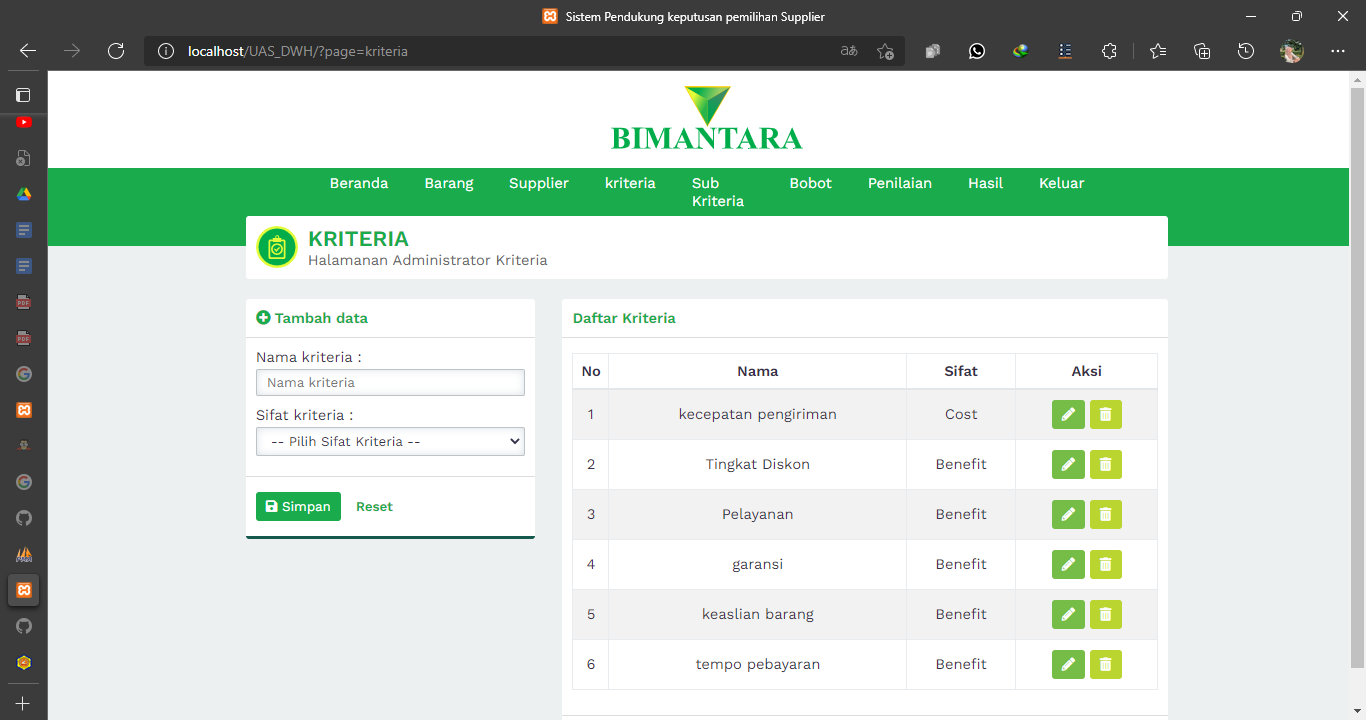 Sistem Pendukung keputusan pemilihan Supplier
localhost/UAS_DWH/?page=kriteria
BIMANTARA
Beranda Barang Supplier kriteria Sub Kriteria Bobot Penilaian Hasil Keluar
KRITERIA
Halamanan Administrator Kriteria
Tambah data
Nama kriteria :
Nama kriteria
Sifat kriteria :
-- Pilih Sifat Kriteria --
Simpan Reset
Daftar Kriteria
No Nama Sifat Aksi
1 kecepatan pengiriman Cost
2 Tingkat Diskon Benefit
3 Pelayanan Benefit
4 garansi Benefit
5 keaslian barang Benefit
6 tempo pebayaran Benefit